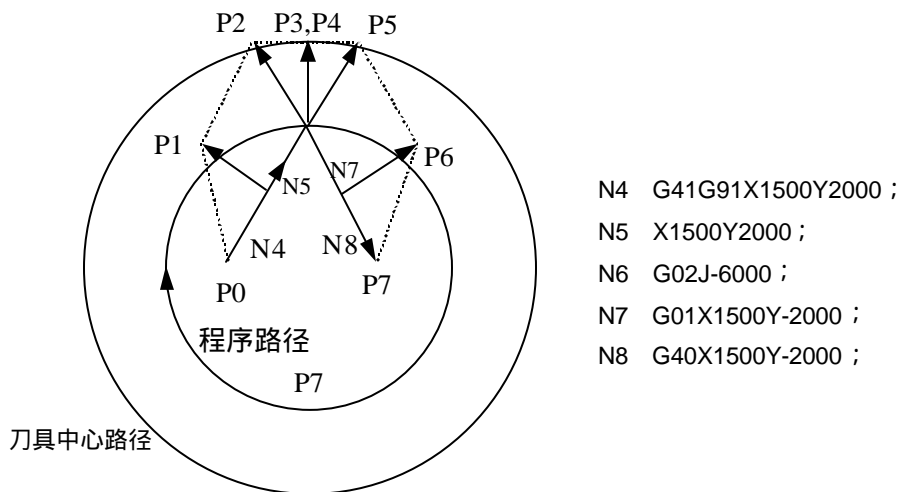 P2 P3,P4 P5
P1
P6
N5
N7
N4
N8
P0
P7
程序路径
P7
刀具中心路径
N4 G41G91X1500Y2000；
N5 X1500Y2000；
N6 G02J-6000；
N7 G01X1500Y-2000；
N8 G40X1500Y-2000；